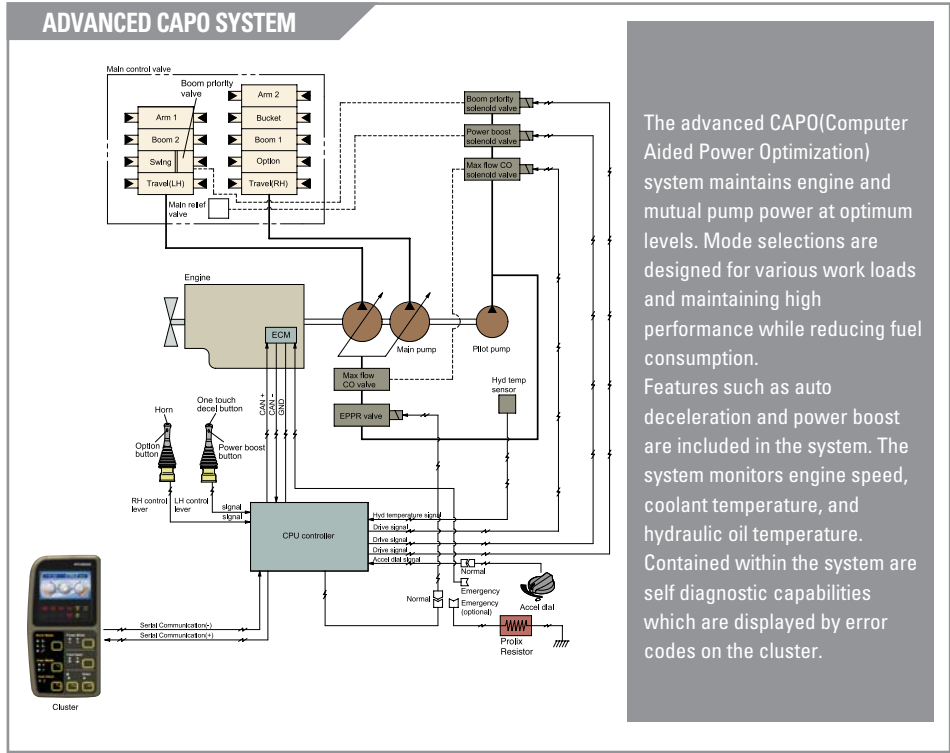 ADVANCED CAPO SYSTEM
Main control valve
Boom priority
valve
Arm 1
Boom 2
Swing
Travel(LH)
Arm 2
Bucket
Boom 1
Option
Travel(RH)
Main relief
valve
Boom priority
solenoid valve
Power boost
solenoid valve
Max flow CO
solenoid valve
Engine
ECM
Main pump
Pilot pump
Max flow
CO valve
EPPR valve
Hyd temp
sensor
CAN +
CAN -
GND
Horn
Option
button
One touch
decel button
Power boost
button
RH control
lever
LH control
lever
signal
signal
CPU controller
Hyd temperature signal
Drive signal
Drive signal
Drive signal
Accel dial signal
Normal
Emergency
Accel dial
Normal
Emergency
(optional)
Prolix
Resistor
Serial Communication(-)
Serial Communication(+)
Cluster
The advanced CAPO(Computer
Aided Power Optimization)
system maintains engine and
mutual pump power at optimum
levels. Mode selections are
designed for various work loads
and maintaining high
performance while reducing fuel
consumption.
Features such as auto
deceleration and power boost
are included in the system. The
system monitors engine speed,
coolant temperature, and
hydraulic oil temperature.
Contained within the system are
self diagnostic capabilities
which are displayed by error
codes on the cluster.